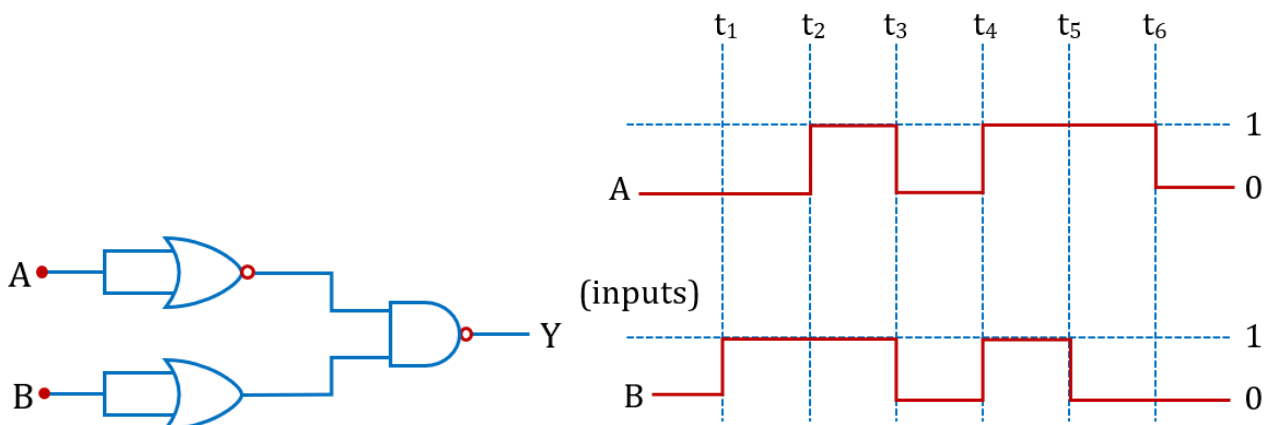 t₁ t₂ t₃ t₄ t₅ t₆
1
A 0
A
(inputs)
Y
1
B
B 0